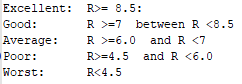 Excellent: R>= 8.5:
Good: R >=7 between R <8.5
Average: R >=6.0 and R <7
Poor: R>=4.5 and R <6.0
Worst: R<4.5